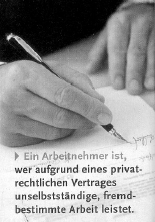 Ein Arbeitnehmer ist,
wer aufgrund eines privat-
rechtlichen Vertrages
unselbstständige, fremd-
bestimmte Arbeit leistet.